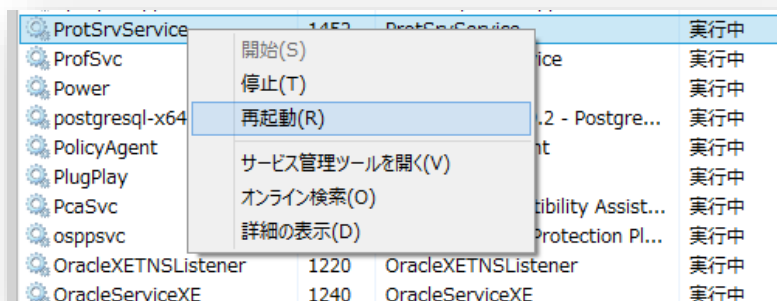 ProtSrvService 1452 ProtSrvService 実行中
ProfSvc ice 実行中
Power 実行中
postgresql-x64 .2 - Postgre... 実行中
PolicyAgent nt 実行中
PlugPlay 実行中
PcaSvc tibility Assist... 実行中
osppsvc Protection Pl... 実行中
OracleXETNSListener 1220 OracleXETNSListener 実行中
OracleServiceXE 1240 OracleServiceXE 実行中
開始(S)
停止(T)
再起動(R)
サービス管理ツールを開く(V)
オンライン検索(O)
詳細の表示(D)